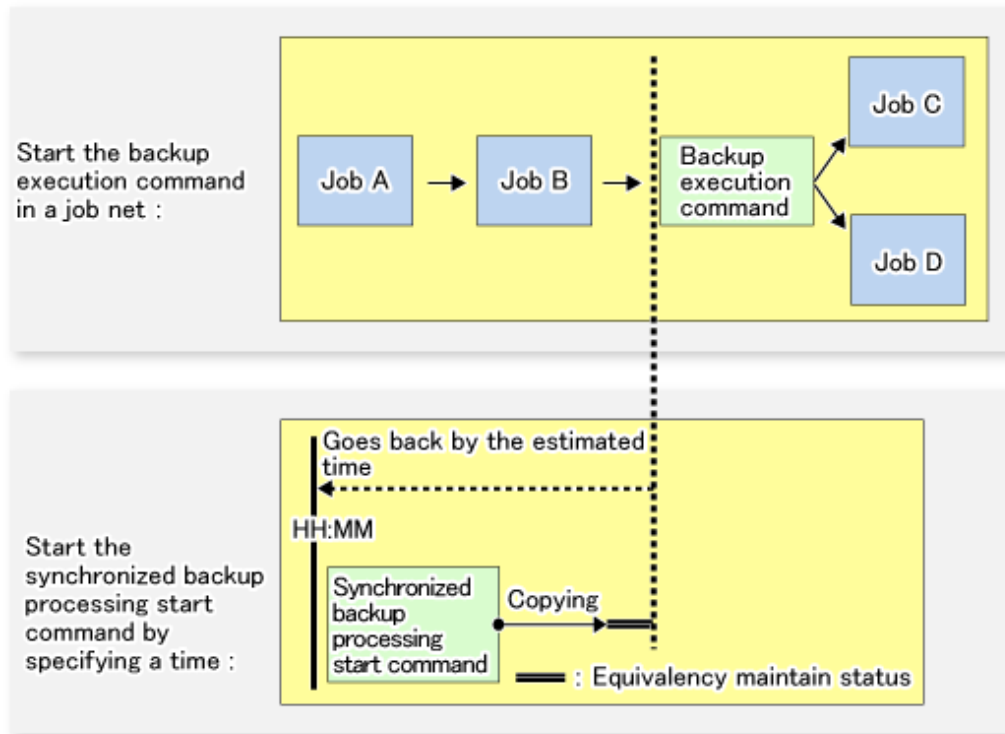 Start the backup
execution command
in a job net :
Job A
Job B
Backup
execution
command
Job C
Job D
Start the
synchronized backup
processing start
command by
specifying a time :
Goes back by the estimated
time
HH:MM
Synchronized
backup
processing
start command
Copying
: Equivalency maintain status